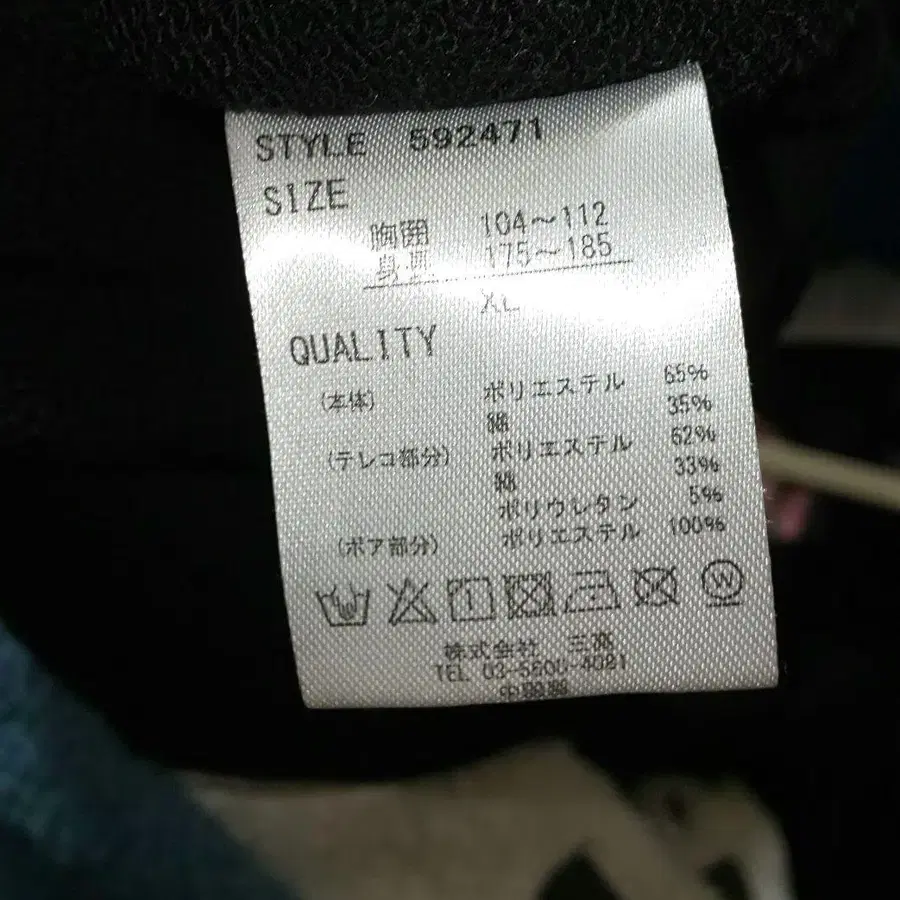 STYLE 592471
SIZE
胸囲 104～112
身長 175～185
XL
QUALITY
(本体) ポリエステル 65%
綿 35%
(テレコ部分) ポリエステル 62%
綿 33%
ポリウレタン 5%
(ボア部分) ポリエステル 100%
W
株式会社 三高
TEL 03-5600-4021
中国製